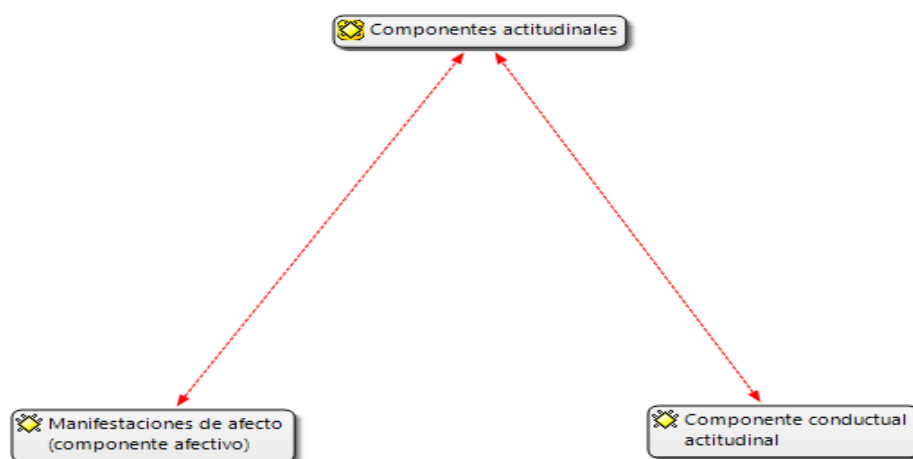 Componentes actitudinales
Manifestaciones de afecto
(componente afectivo)
Componente conductual
actitudinal